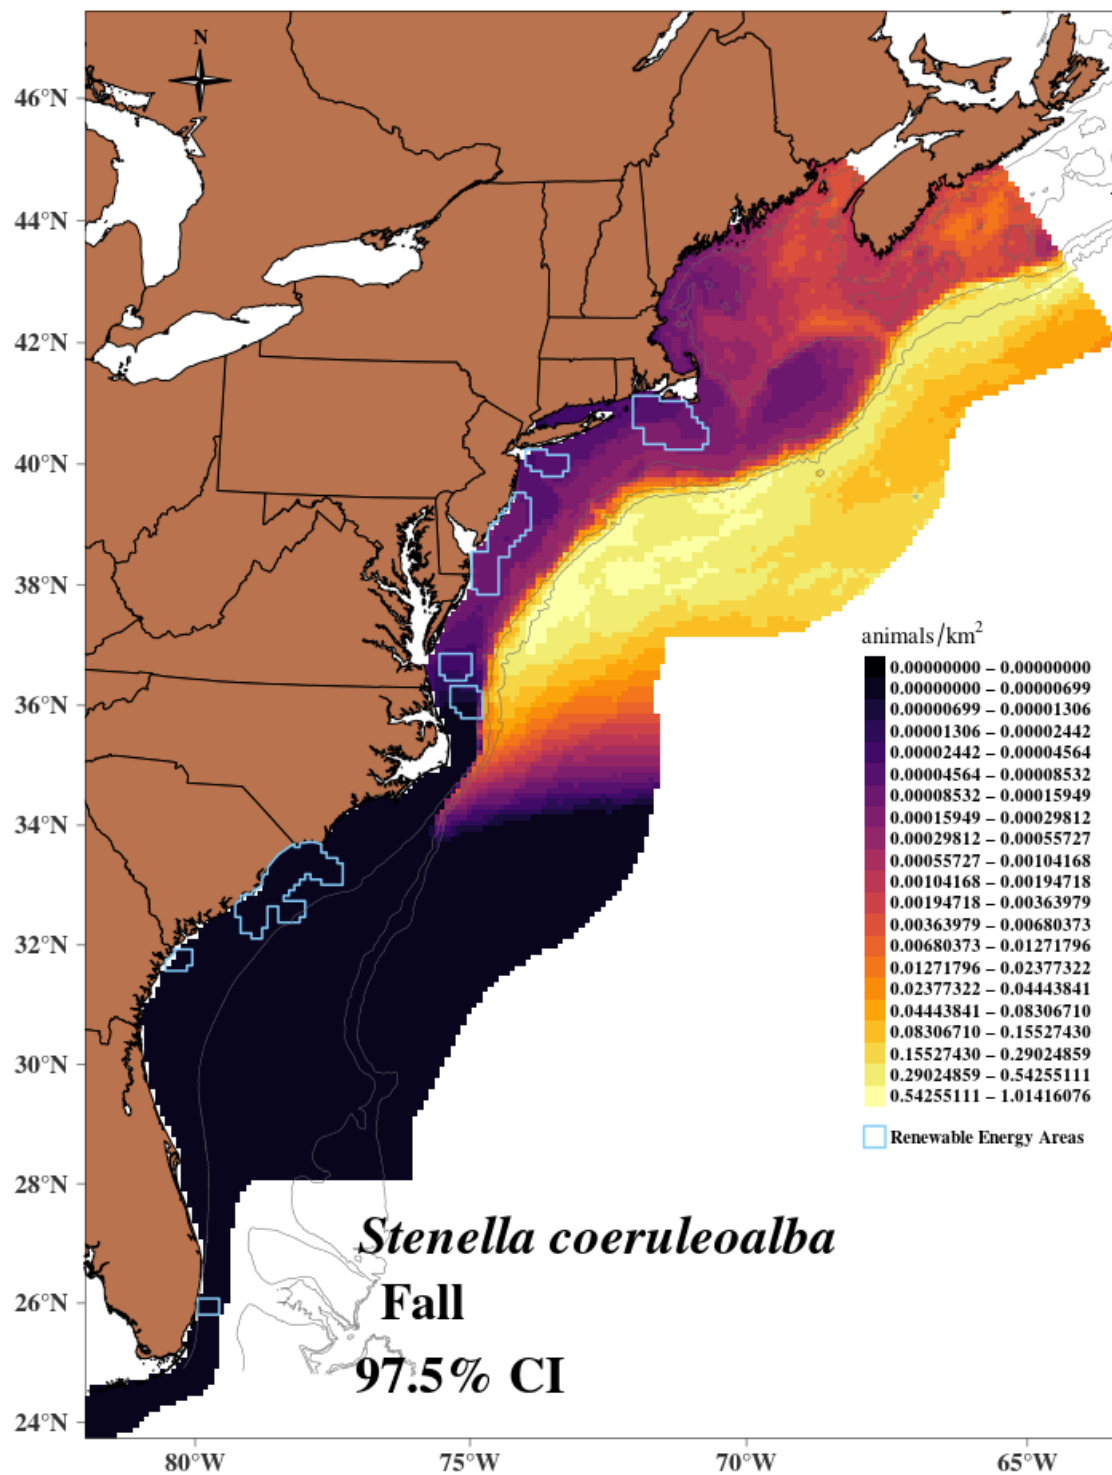 N
46°N
44°N
42°N
40°N
38°N
36°N
34°N
32°N
30°N
28°N
26°N
24°N
animals/km²
0.00000000 – 0.00000000
0.00000000 – 0.00000699
0.00000699 – 0.00001306
0.00001306 – 0.00002442
0.00002442 – 0.00004564
0.00004564 – 0.00008532
0.00008532 – 0.00015949
0.00015949 – 0.00029812
0.00029812 – 0.00055727
0.00055727 – 0.00104168
0.00104168 – 0.00194718
0.00194718 – 0.00363979
0.00363979 – 0.00680373
0.00680373 – 0.01271796
0.01271796 – 0.02377322
0.02377322 – 0.04443841
0.04443841 – 0.08306710
0.08306710 – 0.15527430
0.15527430 – 0.29024859
0.29024859 – 0.54255111
0.54255111 – 1.01416076
Renewable Energy Areas
Stenella coeruleoalba
Fall
97.5% CI
80°W
75°W
70°W
65°W